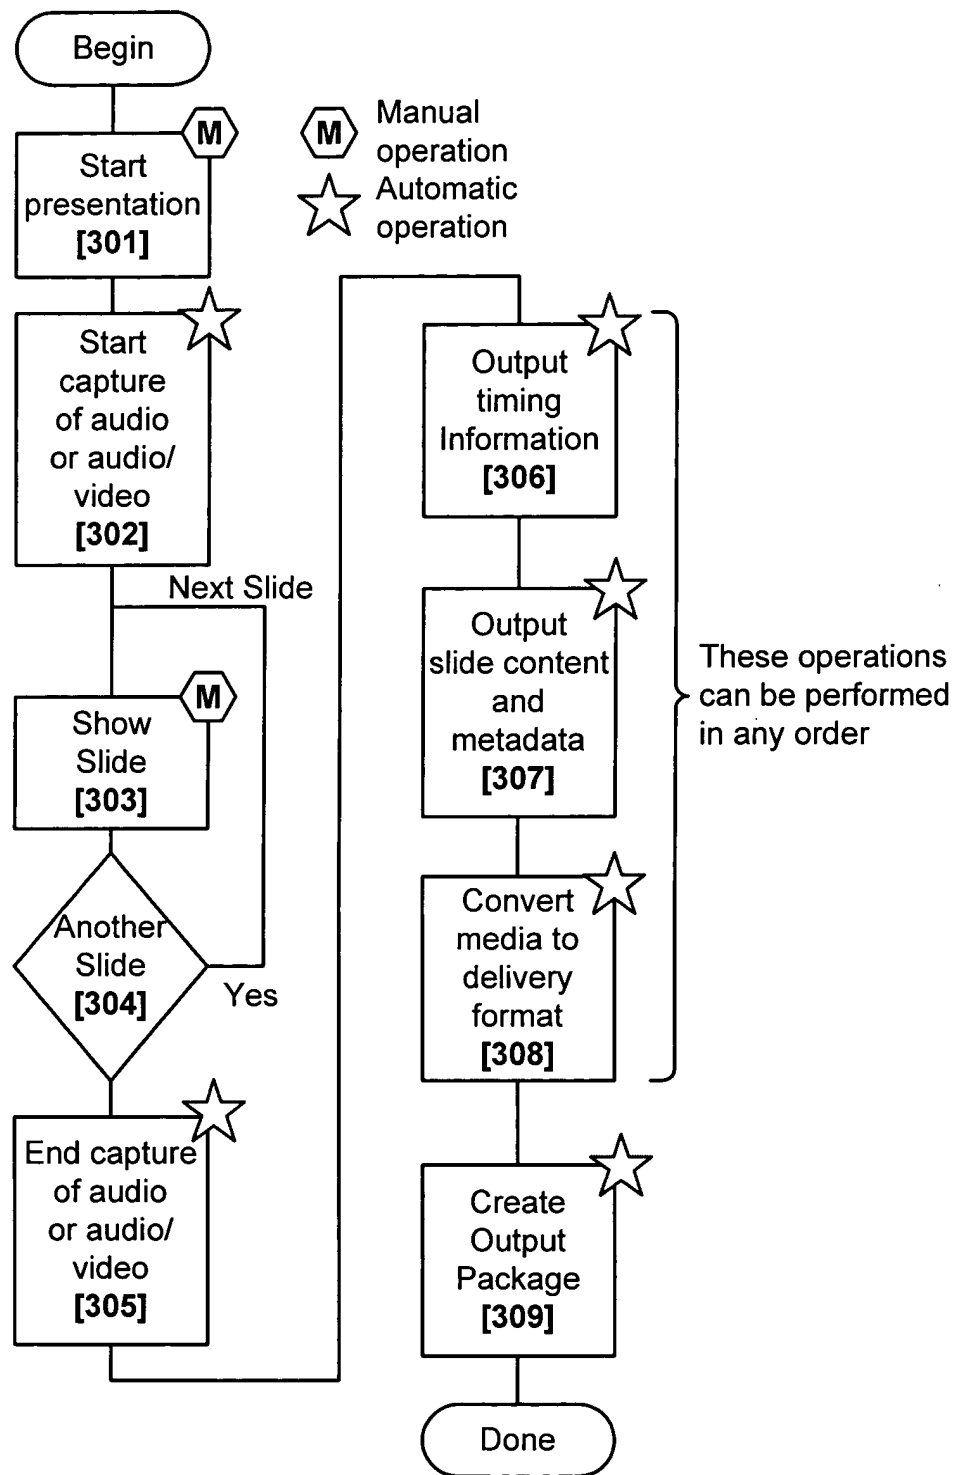 Begin
M
Start
presentation
[301]
M
Manual
operation
Automatic
operation
Start
capture
of audio
or audio/
video
[302]
Next Slide
M
Show
Slide
[303]
Another
Slide
[304]
Yes
End capture
of audio
or audio/
video
[305]
Output
timing
Information
[306]
Output
slide content
and
metadata
[307]
Convert
media to
delivery
format
[308]
These operations
can be performed
in any order
Create
Output
Package
[309]
Done